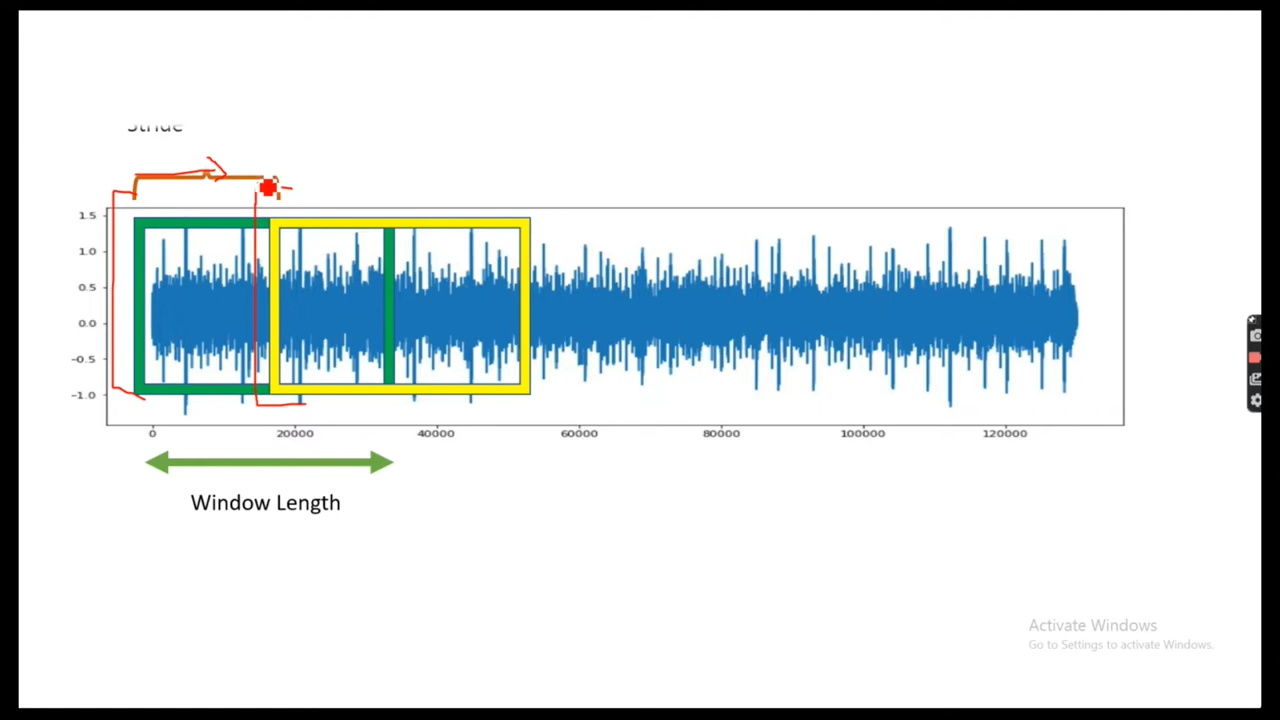 Stride
1.5
1.0
0.5
0.0
-0.5
-1.0
0 20000 40000 60000 80000 100000 120000
Window Length
Activate Windows
Go to Settings to activate Windows.